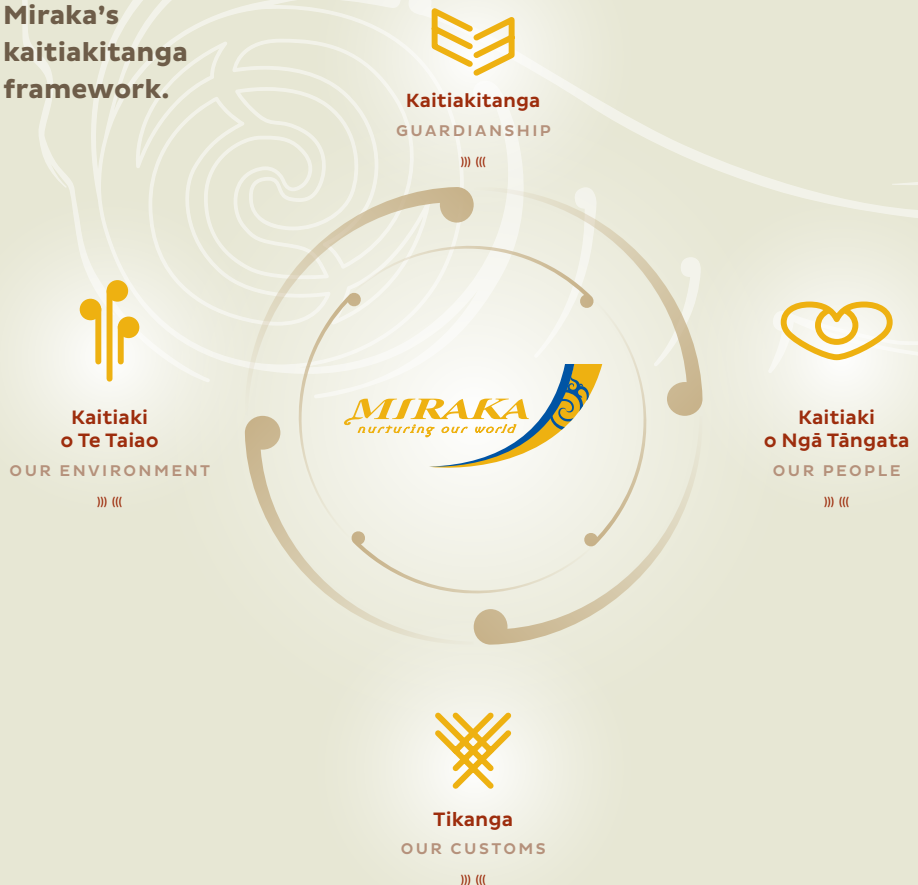 Miraka’s
kaitiakitanga
framework.
Kaitiakitanga
GUARDIANSHIP
Kaitiaki
o Te Taiao
OUR ENVIRONMENT
MIRAKA
nurturing our world
Kaitiaki
o Ngā Tāngata
OUR PEOPLE
Tikanga
OUR CUSTOMS